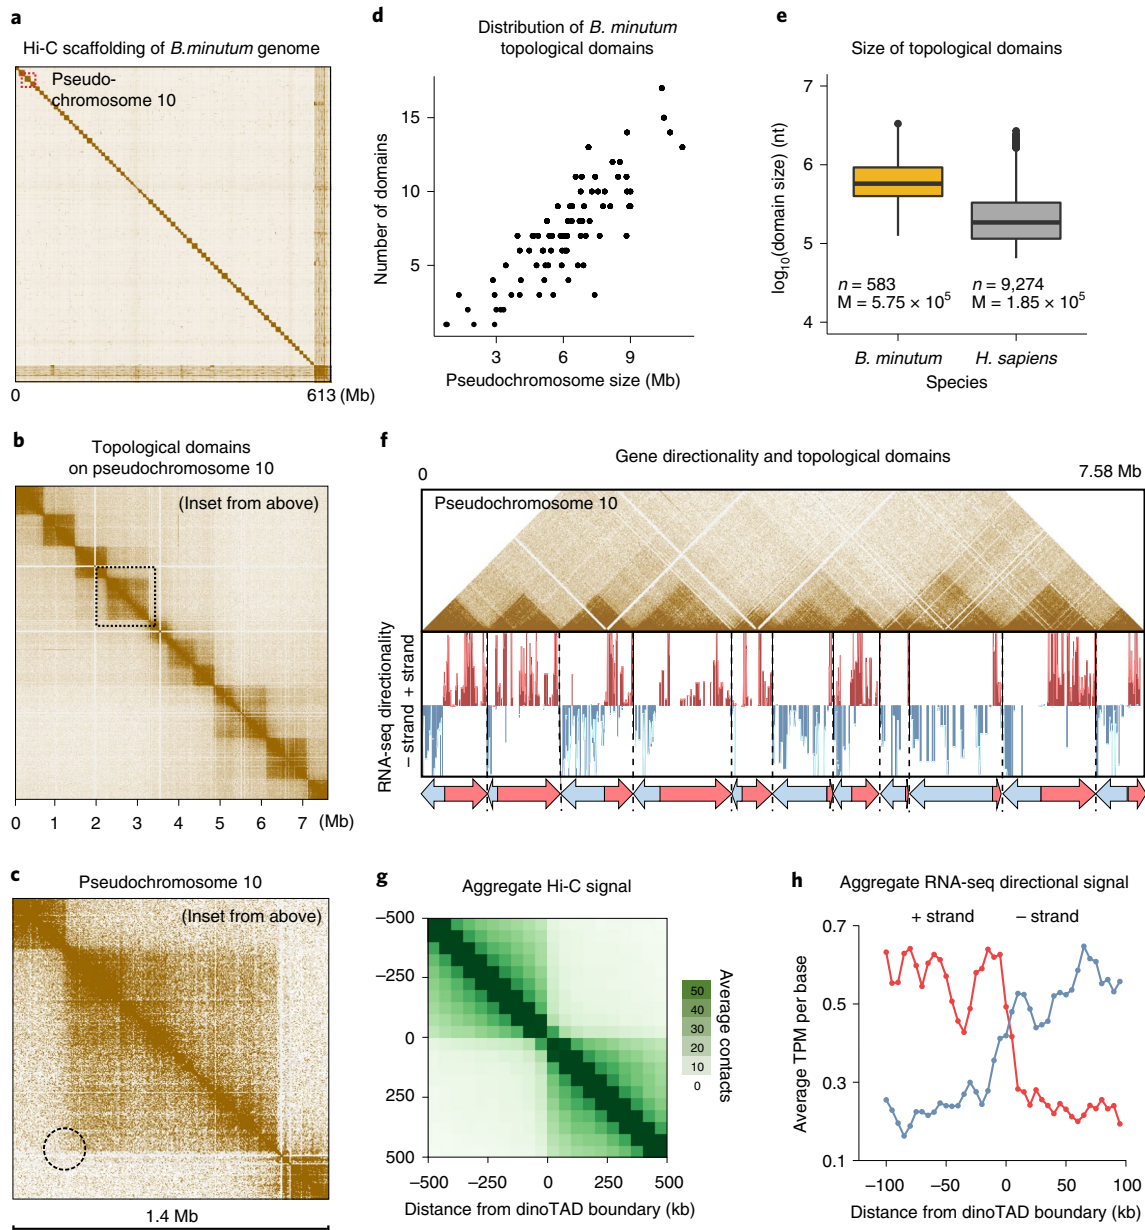 a
Hi-C scaffolding of B.minutum genome
Pseudo-
chromosome 10
0
613 (Mb)
b
Topological domains
on pseudochromosome 10
(Inset from above)
0 1 2 3 4 5 6 7 (Mb)
c
Pseudochromosome 10
(Inset from above)
1.4 Mb
d
Distribution of B. minutum
topological domains
Number of domains
15
10
5
3 6 9
Pseudochromosome size (Mb)
e
Size of topological domains
log10(domain size) (nt)
7
6
5
4
n = 583
M = 5.75 × 10^5
n = 9,274
M = 1.85 × 10^5
B. minutum H. sapiens
Species
f
Gene directionality and topological domains
0
7.58 Mb
Pseudochromosome 10
RNA-seq directionality
– strand + strand
g
Aggregate Hi-C signal
–500
–250
0
250
500
–500 –250 0 250 500
Distance from dinoTAD boundary (kb)
50
40
30
20
10
0
Average contacts
h
Aggregate RNA-seq directional signal
+ strand – strand
Average TPM per base
0.7
0.5
0.3
0.1
–100 –50 0 50 100
Distance from dinoTAD boundary (kb)